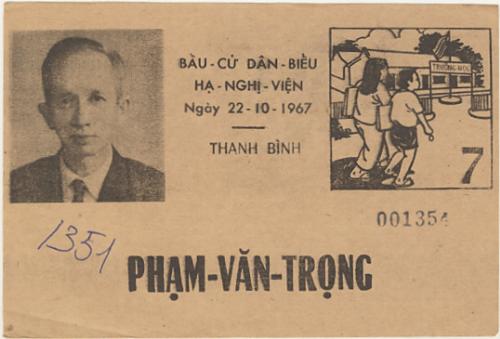 BẦU - CỬ DÂN - BIỂU
HẠ - NGHỊ - VIỆN
Ngày 22 - 10 - 1967
THANH BÌNH
TRƯỜNG HỌC
7
001354
1351
PHẠM-VĂN-TRỌNG